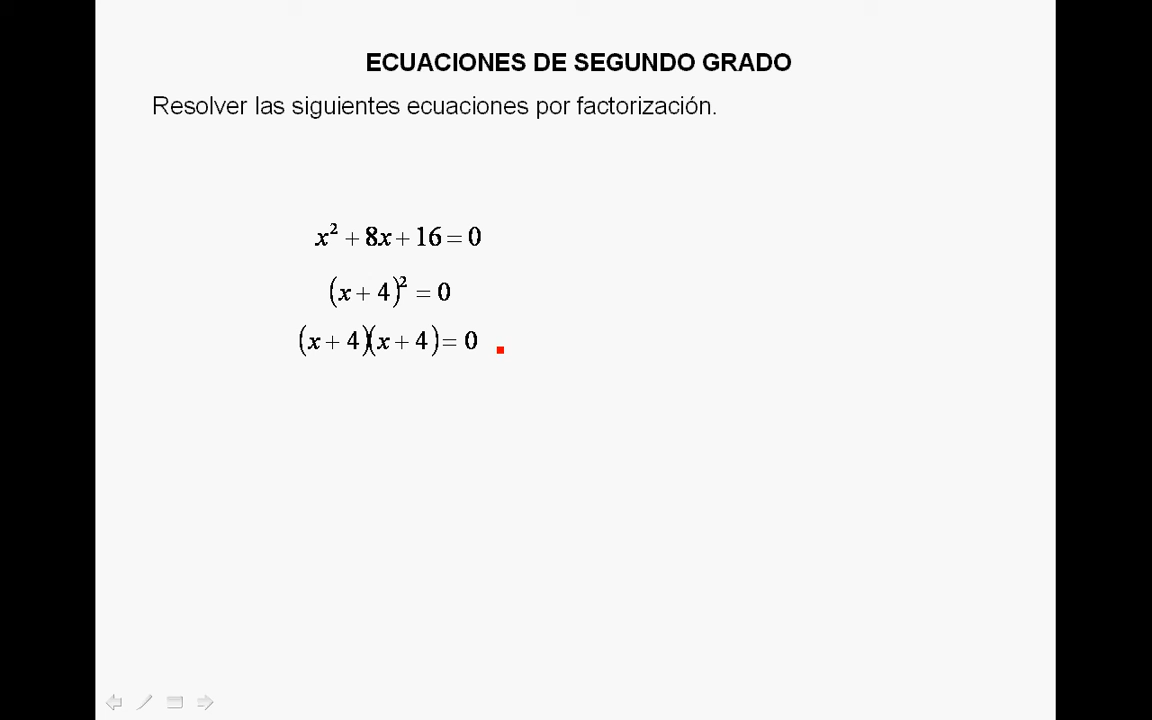 ECUACIONES DE SEGUNDO GRADO
Resolver las siguientes ecuaciones por factorización.
x² + 8x + 16 = 0
(x + 4)² = 0
(x + 4)(x + 4) = 0